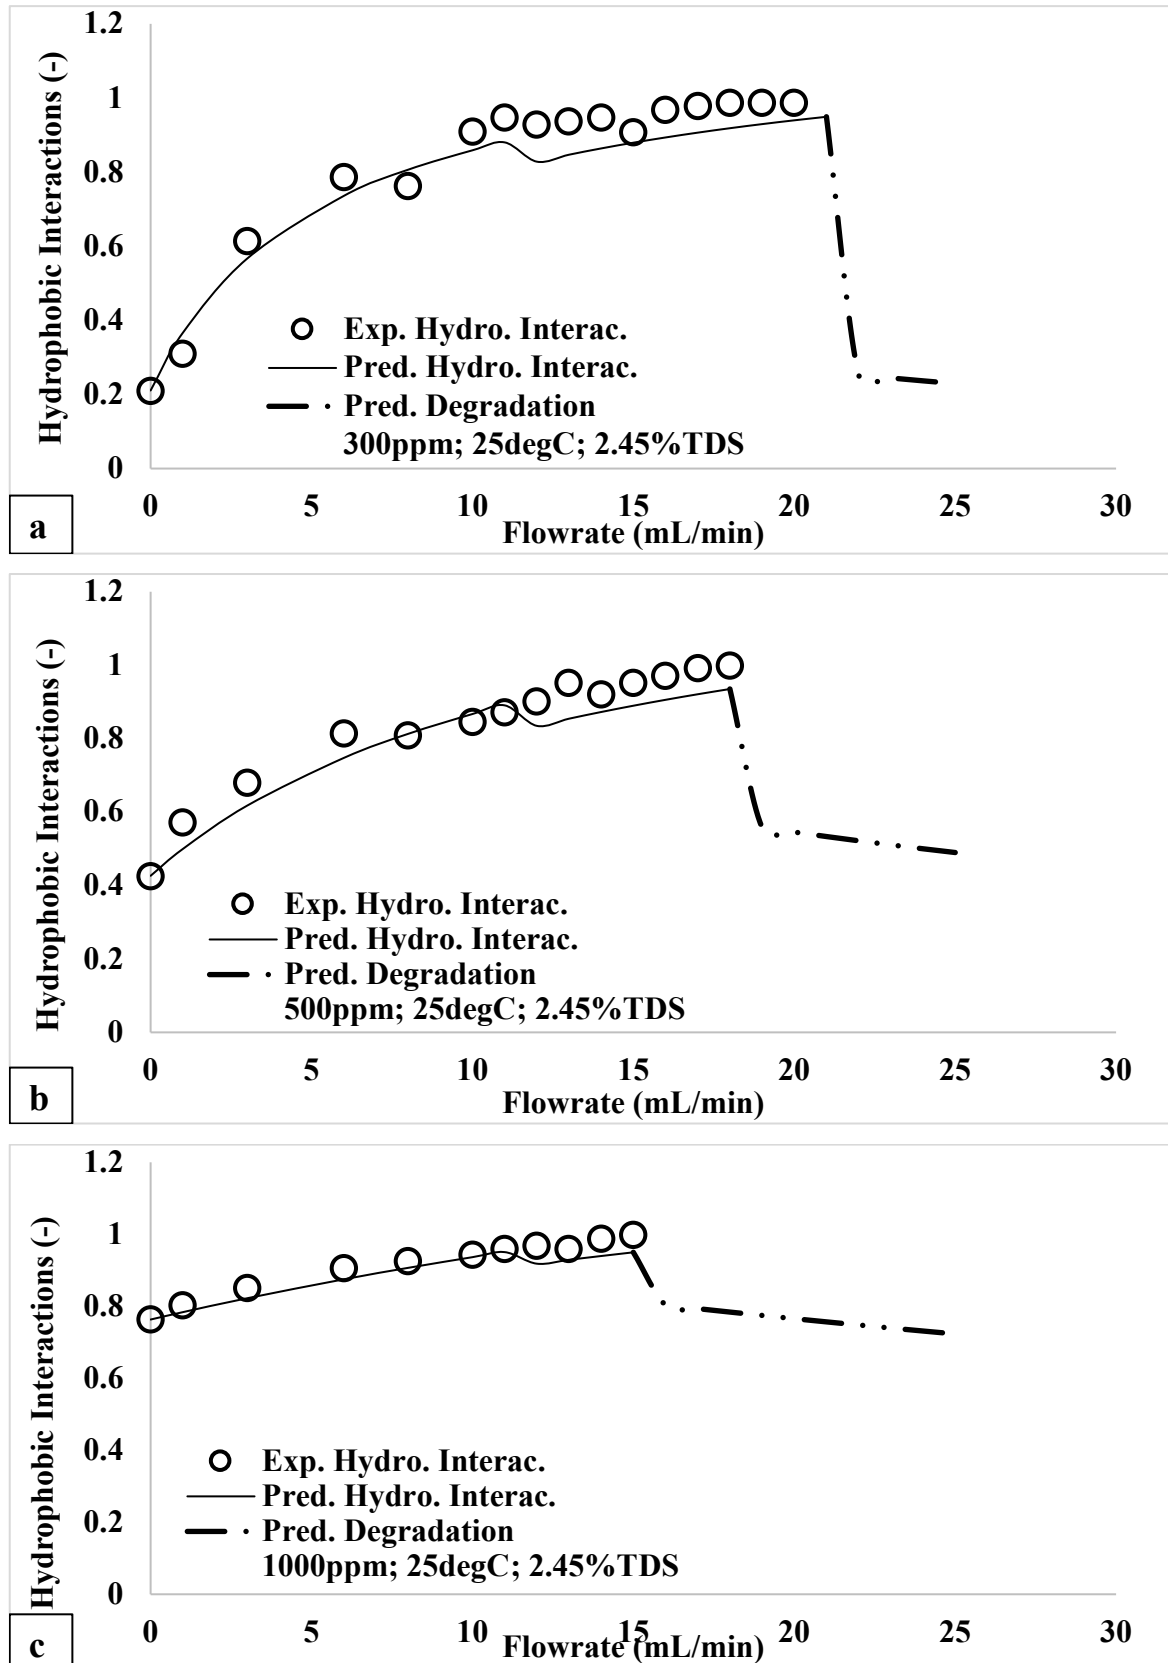 Hydrophobic Interactions (-)
1.2
1
0.8
0.6
0.4
0.2
0
Exp. Hydro. Interac.
Pred. Hydro. Interac.
Pred. Degradation
300ppm; 25degC; 2.45%TDS
0 5 10 15 20 25 30
Flowrate (mL/min)
a
Hydrophobic Interactions (-)
1.2
1
0.8
0.6
0.4
0.2
0
Exp. Hydro. Interac.
Pred. Hydro. Interac.
Pred. Degradation
500ppm; 25degC; 2.45%TDS
0 5 10 15 20 25 30
Flowrate (mL/min)
b
Hydrophobic Interactions (-)
1.2
1
0.8
0.6
0.4
0.2
0
Exp. Hydro. Interac.
Pred. Hydro. Interac.
Pred. Degradation
1000ppm; 25degC; 2.45%TDS
0 5 10 15 20 25 30
Flowrate (mL/min)
c